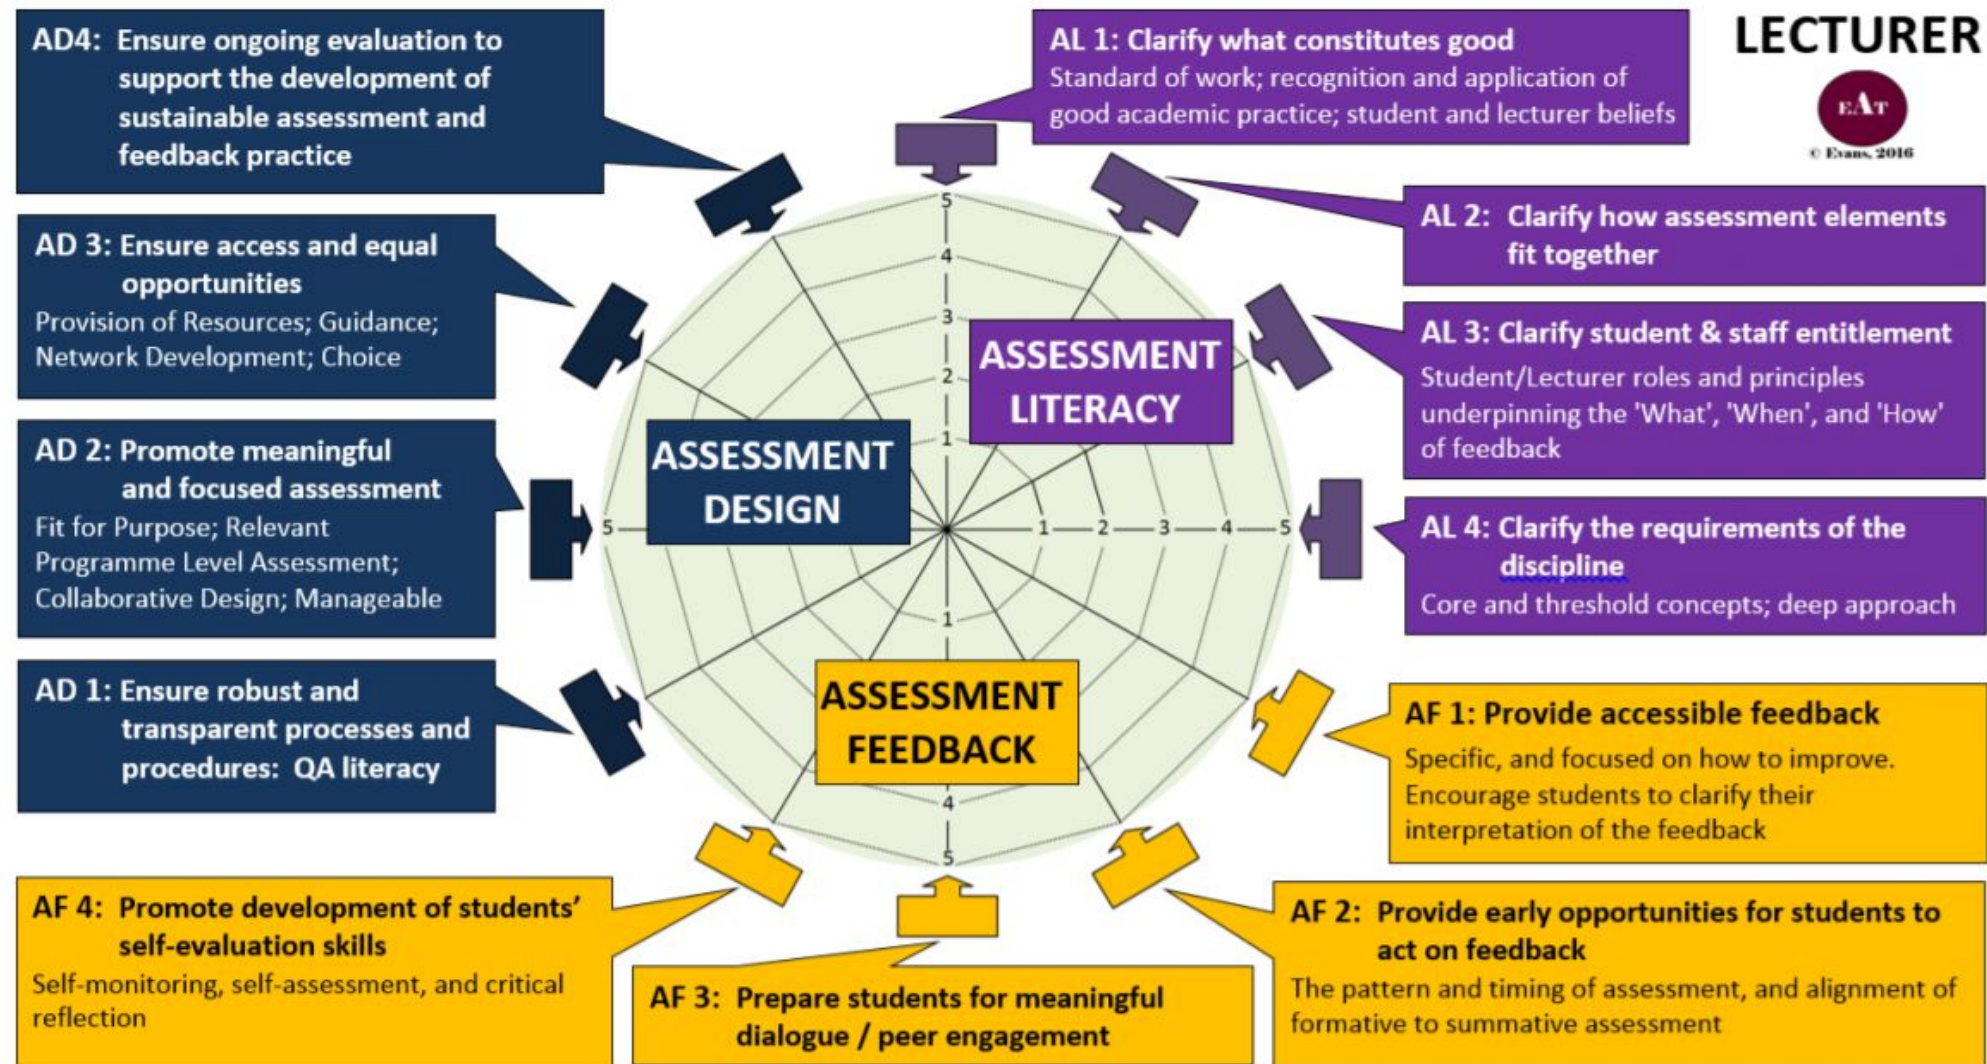 LECTURER
EAT
© Evans, 2016
AL 1: Clarify what constitutes good
Standard of work; recognition and application of
good academic practice; student and lecturer beliefs
AL 2: Clarify how assessment elements
fit together
AL 3: Clarify student & staff entitlement
Student/Lecturer roles and principles
underpinning the 'What', 'When', and 'How'
of feedback
AL 4: Clarify the requirements of the
discipline
Core and threshold concepts; deep approach
AF 1: Provide accessible feedback
Specific, and focused on how to improve.
Encourage students to clarify their
interpretation of the feedback
AF 2: Provide early opportunities for students to
act on feedback
The pattern and timing of assessment, and alignment of
formative to summative assessment
AF 3: Prepare students for meaningful
dialogue / peer engagement
AF 4: Promote development of students’
self-evaluation skills
Self-monitoring, self-assessment, and critical
reflection
AD 1: Ensure robust and
transparent processes and
procedures: QA literacy
AD 2: Promote meaningful
and focused assessment
Fit for Purpose; Relevant
Programme Level Assessment;
Collaborative Design; Manageable
AD 3: Ensure access and equal
opportunities
Provision of Resources; Guidance;
Network Development; Choice
AD4: Ensure ongoing evaluation to
support the development of
sustainable assessment and
feedback practice
ASSESSMENT
LITERACY
ASSESSMENT
DESIGN
ASSESSMENT
FEEDBACK
5
4
3
2
1
5
1 2 3 4 5
1
4
5